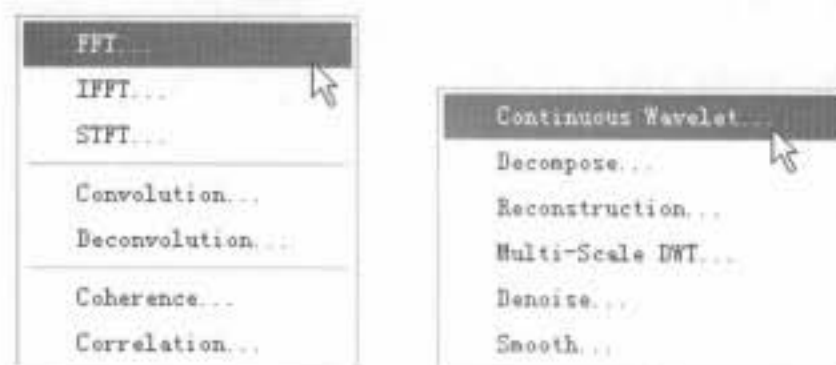 FFT...
IFFT...
STFT...
Convolution...
Deconvolution...
Coherence...
Correlation...
Continuous Wavelet...
Decompose...
Reconstruction...
Multi-Scale DWT...
Denoise...
Smooth...